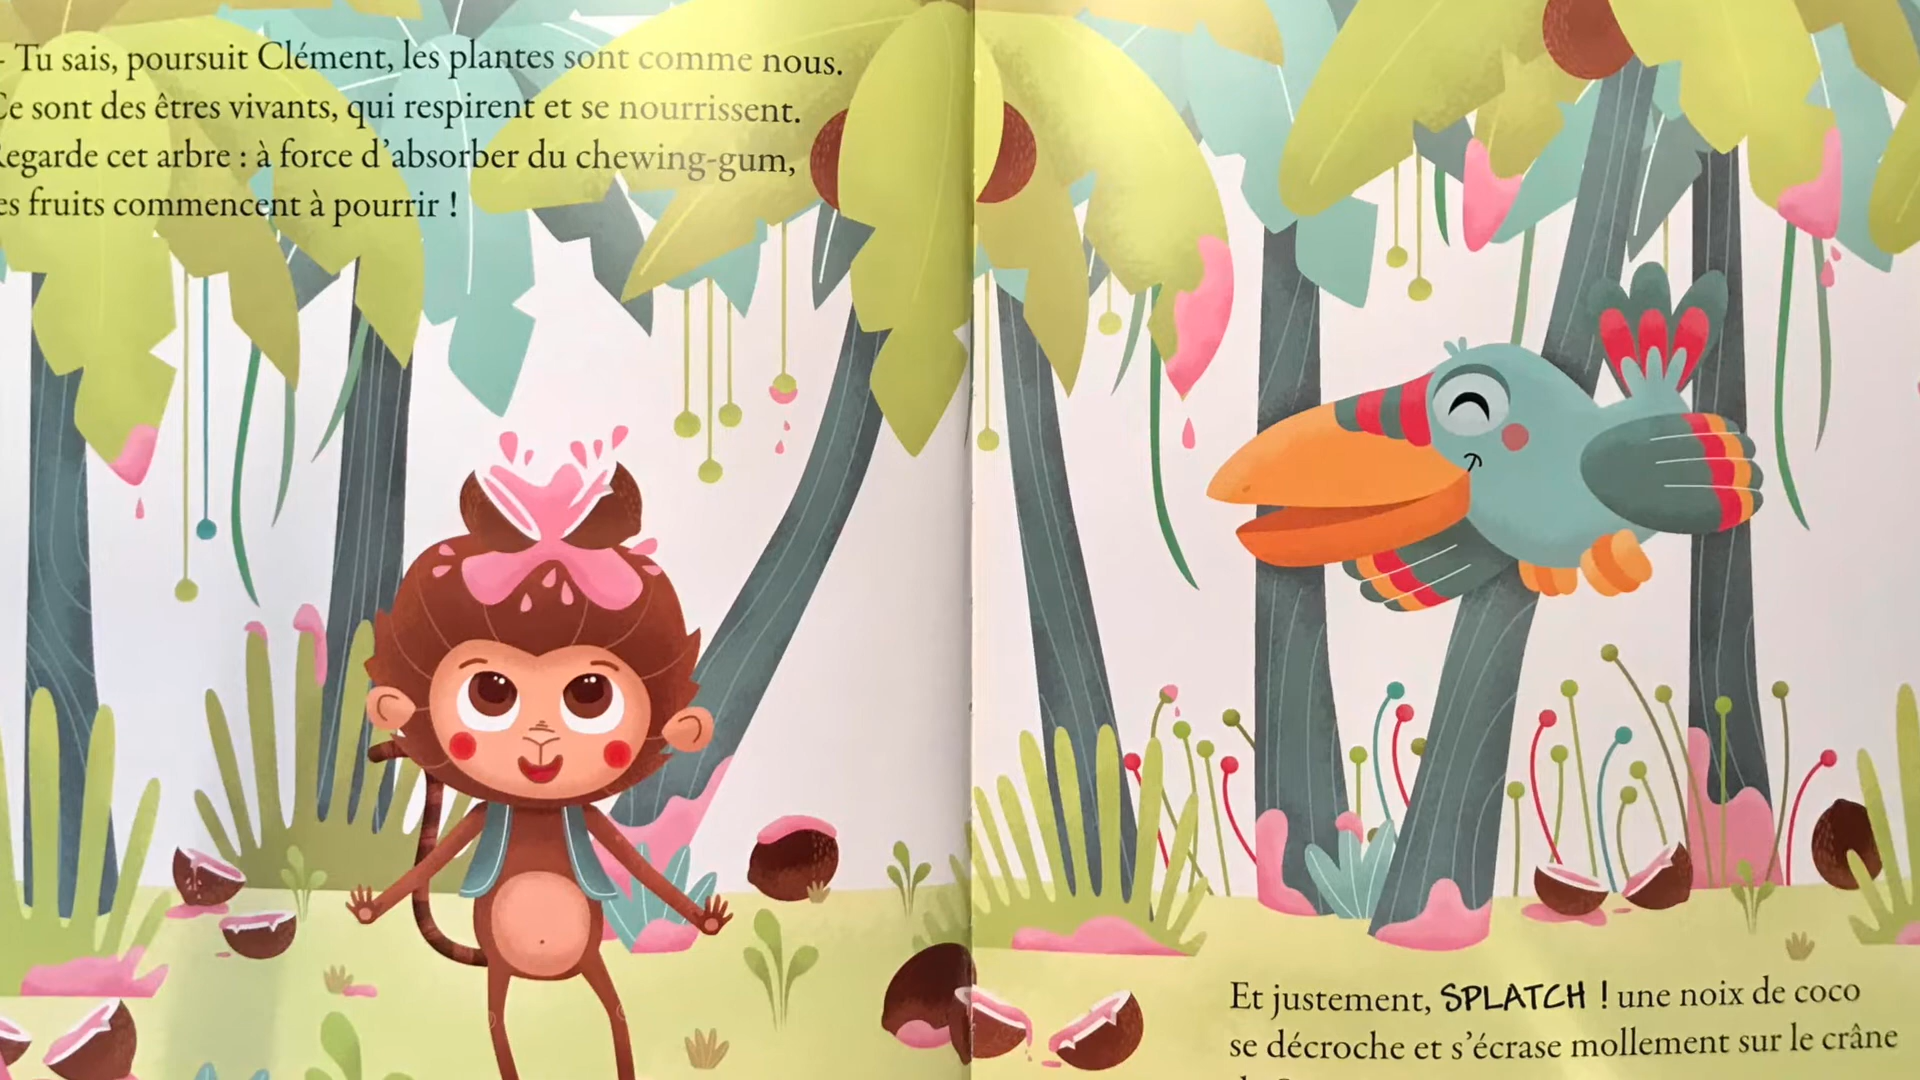 - Tu sais, poursuit Clément, les plantes sont comme nous.
Ce sont des êtres vivants, qui respirent et se nourrissent.
Regarde cet arbre : à force d'absorber du chewing-gum,
es fruits commencent à pourrir !
Et justement, SPLATCH ! une noix de coco
se décroche et s'écrase mollement sur le crâne